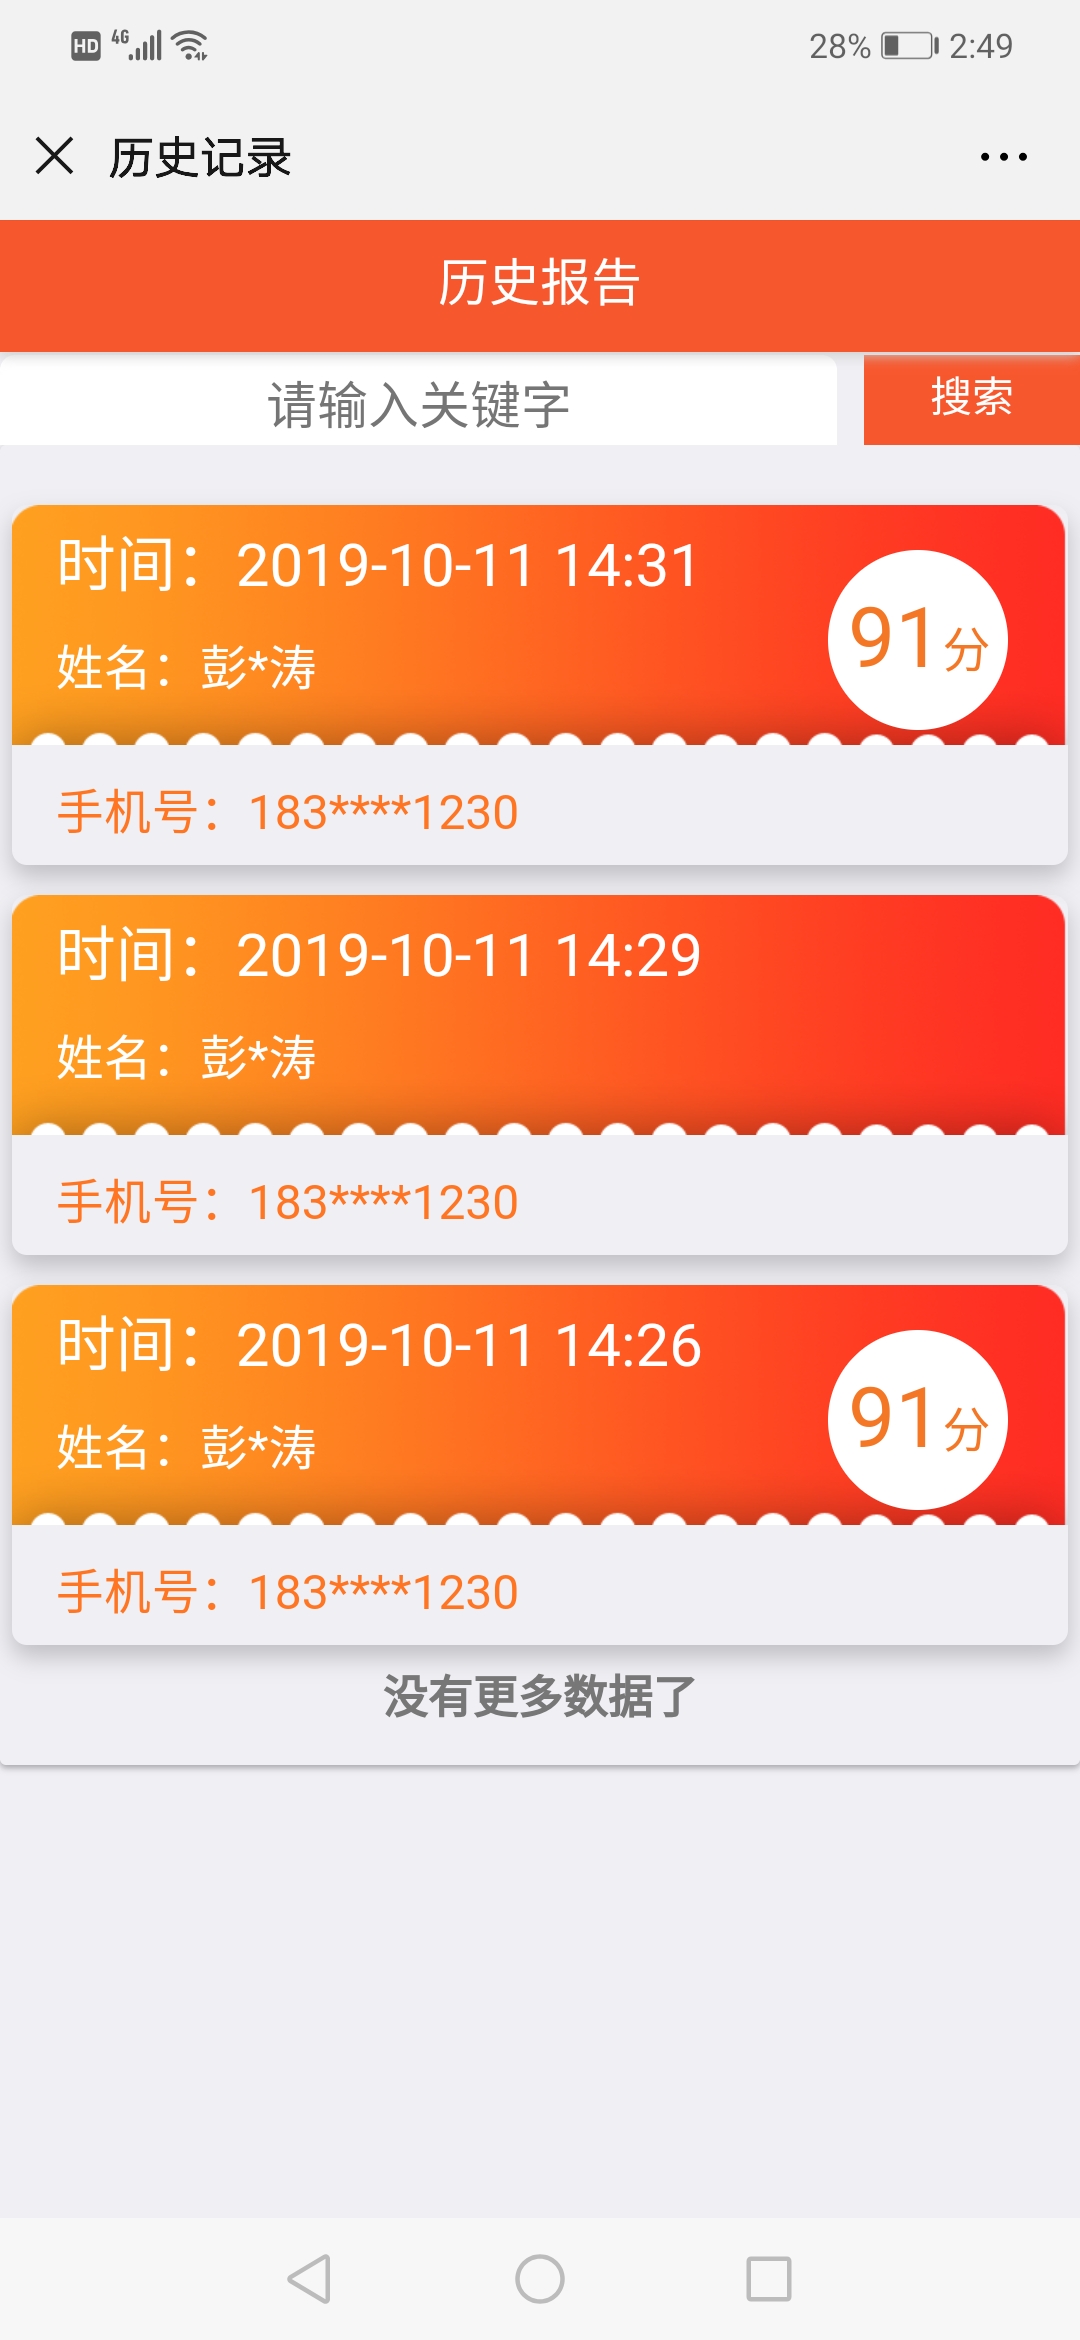 HD 4G 28% 2:49
历史记录
历史报告
请输入关键字 搜索
时间：2019-10-11 14:31
91分
姓名：彭*涛
手机号：183****1230
时间：2019-10-11 14:29
姓名：彭*涛
手机号：183****1230
时间：2019-10-11 14:26
91分
姓名：彭*涛
手机号：183****1230
没有更多数据了